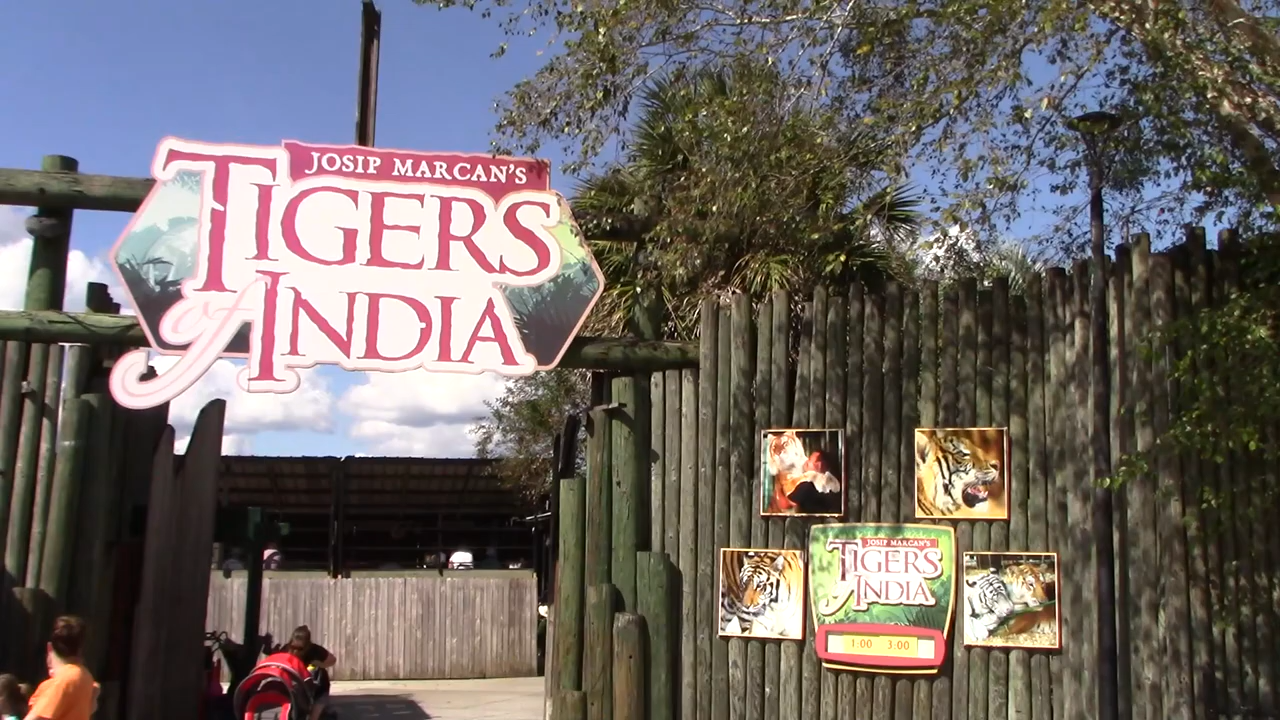 JOSIP MARCAN'S
TIGERS
of INDIA
JOSIP MARCAN'S
TIGERS
of INDIA
1:00 3:00